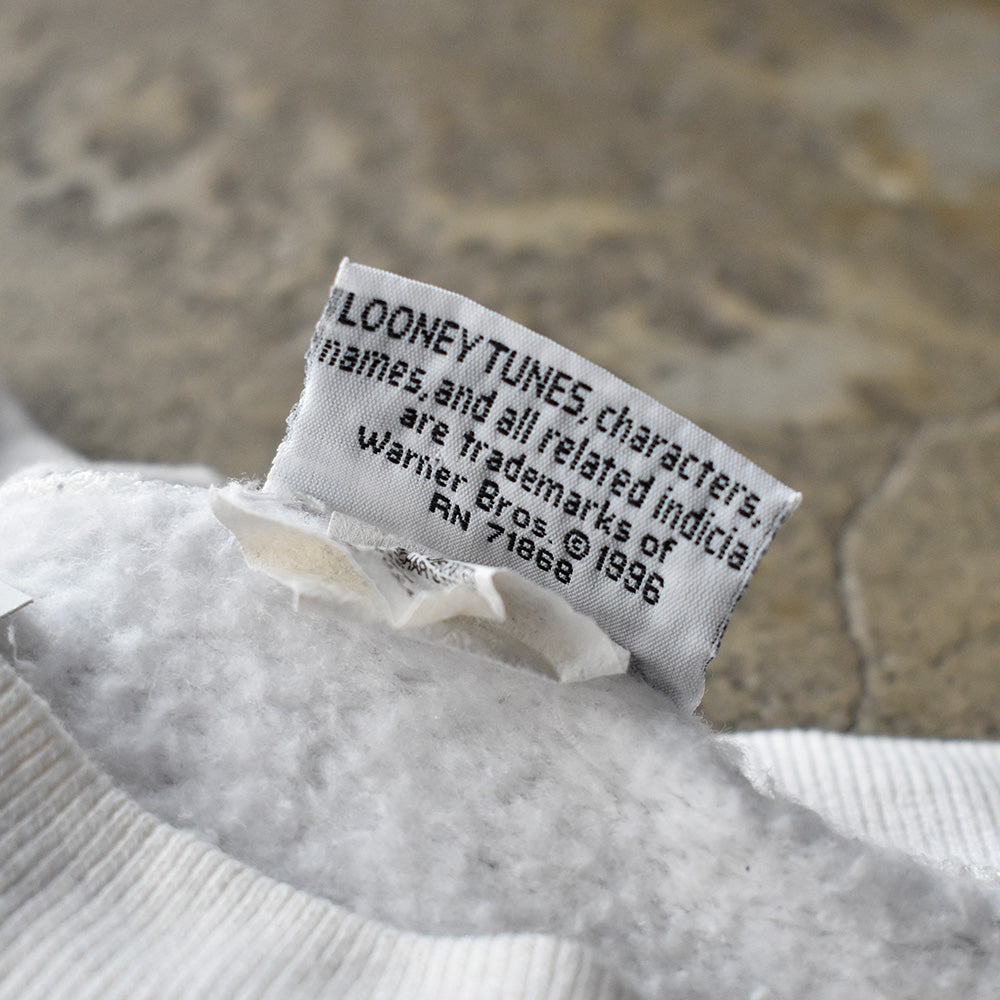 LOONEY TUNES, characters,
names, and all related indicia
are trademarks of
Warner Bros. © 1996
RN 71868